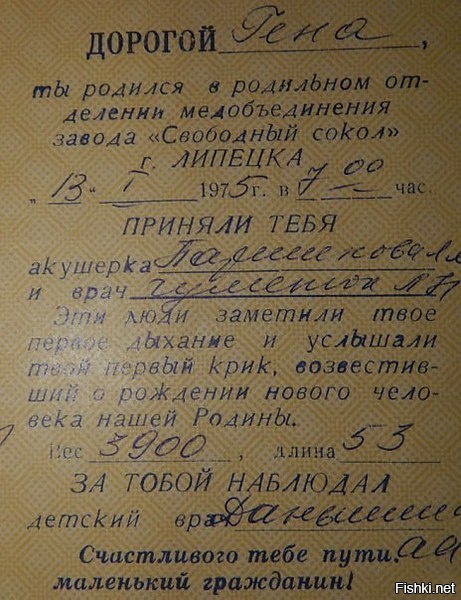 ДОРОГОЙ Гена,
ты родился в родильном от-
делении медобъединения
завода «Свободный сокол»
г. ЛИПЕЦКА
„13" I 1975 г. в 7 00 час.
ПРИНЯЛИ ТЕБЯ
акушерка
и врач
Эти люди заметили твое
первое дыхание и услышали
твой первый крик, возвестив-
ший о рождении нового чело-
века нашей Родины.
Вес 3900, длина 53
ЗА ТОБОЙ НАБЛЮДАЛ
детский врач
Счастливого тебе пути,
маленький гражданин!
Fishki.net